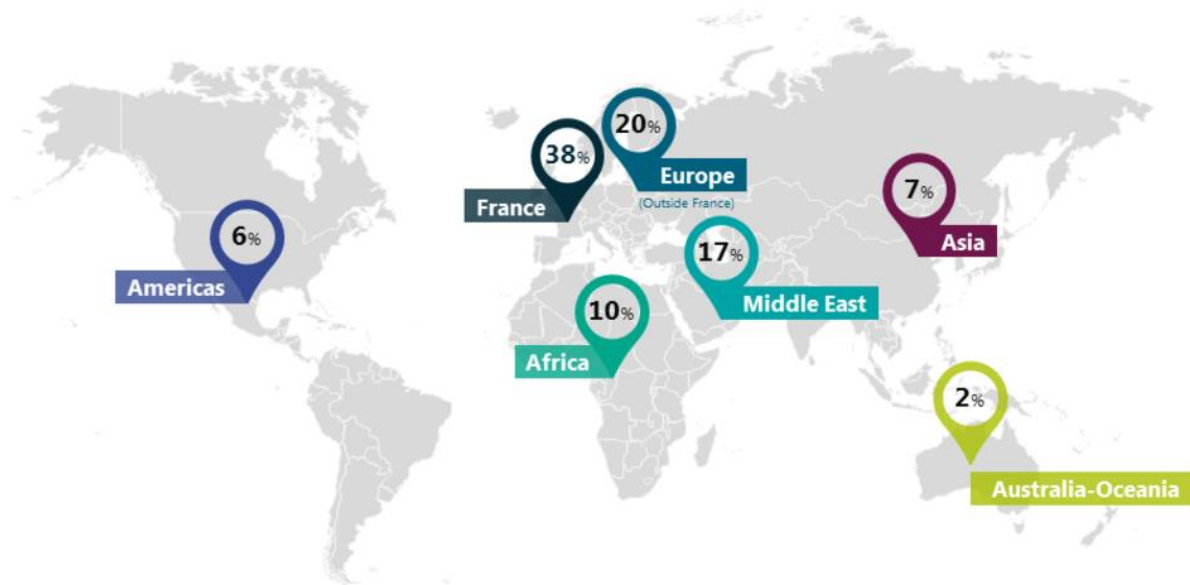 20%
Europe
(Outside France)
38%
France
7%
Asia
6%
Americas
17%
Middle East
10%
Africa
2%
Australia-Oceania